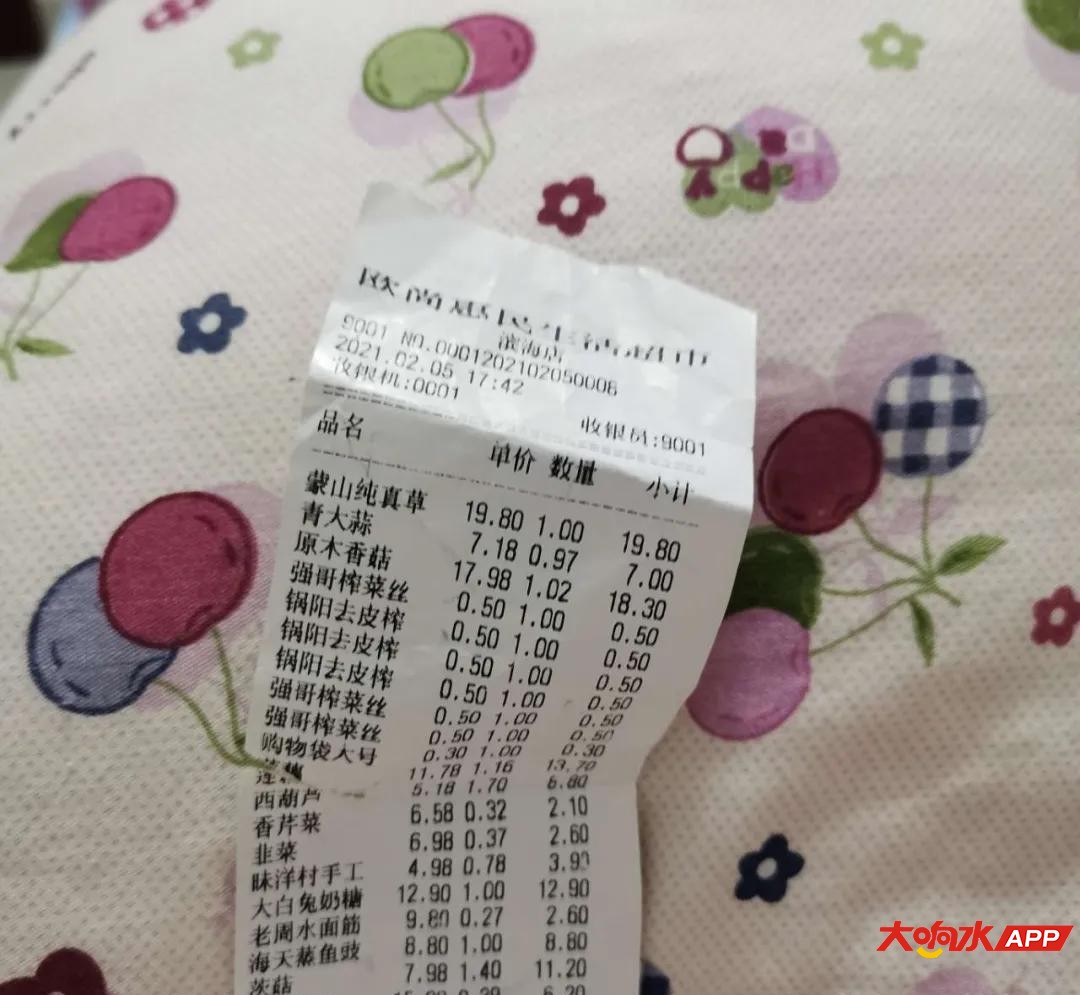 欧尚惠民生鲜超市
滨海店
9001 NO.0001202102050006
2021.02.05 17:42
收银机:0001 收银员:9001
品名 单价 数量 小计
蒙山纯真草 19.80 1.00 19.80
青大蒜 7.18 0.97 7.00
原木香菇 17.98 1.02 18.30
强哥榨菜丝 0.50 1.00 0.50
锅阳去皮榨 0.50 1.00 0.50
锅阳去皮榨 0.50 1.00 0.50
锅阳去皮榨 0.50 1.00 0.50
强哥榨菜丝 0.50 1.00 0.50
强哥榨菜丝 0.50 1.00 0.50
购物袋大号 0.30 1.00 0.30
莲藕 11.78 1.16 13.70
西葫芦 5.18 1.70 8.80
香芹菜 6.58 0.32 2.10
韭菜 6.98 0.37 2.60
昧洋村手工 4.98 0.78 3.90
大白兔奶糖 12.90 1.00 12.90
老周水面筋 9.80 0.27 2.60
海天蒸鱼豉 8.80 1.00 8.80
茨菇 7.98 1.40 11.20
大响水APP